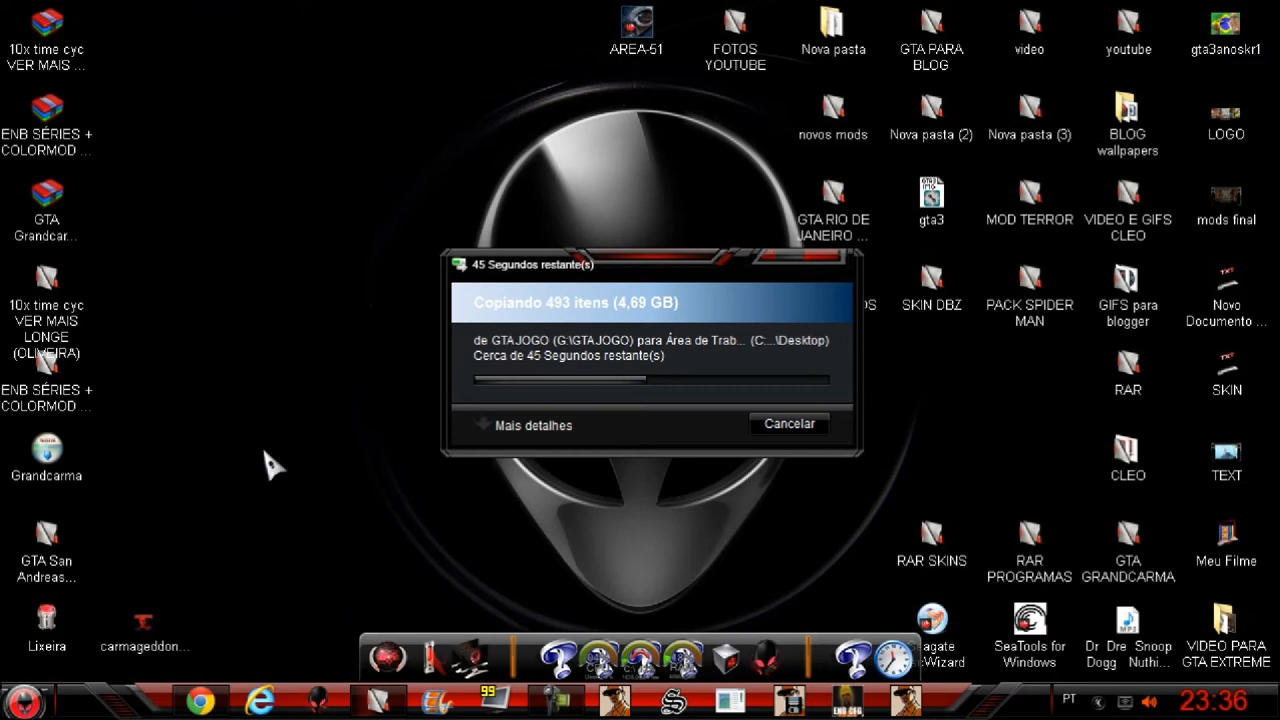 10x time cyc
VER MAIS ...
AREA-51
FOTOS
YOUTUBE
Nova pasta
GTA PARA
BLOG
video
youtube
gta3anoskr1
ENB SÉRIES +
COLORMOD ...
novos mods
Nova pasta (2)
Nova pasta (3)
BLOG
wallpapers
LOGO
GTA
Grandcar...
GTA RIO DE
JANEIRO ...
gta3
MOD TERROR
VIDEO E GIFS
CLEO
mods final
10x time cyc
VER MAIS
LONGE
(OLIVEIRA)
OS
SKIN DBZ
PACK SPIDER
MAN
GIFS para
blogger
Novo
Documento ...
45 Segundos restante(s)
Copiando 493 itens (4,69 GB)
de GTAJOGO (G:\GTAJOGO) para Área de Trab... (C:...\Desktop)
Cerca de 45 Segundos restante(s)
Mais detalhes
Cancelar
ENB SÉRIES +
COLORMOD ...
RAR
SKIN
Grandcarma
CLEO
TEXT
GTA San
Andreas...
RAR SKINS
RAR
PROGRAMAS
GTA
GRANDCARMA
Meu Filme
Lixeira
carmageddon...
eagate
Wizard
SeaTools for
Windows
Dr Dre Snoop
Dogg Nuthi...
VIDEO PARA
GTA EXTREME
99
PT
23:36